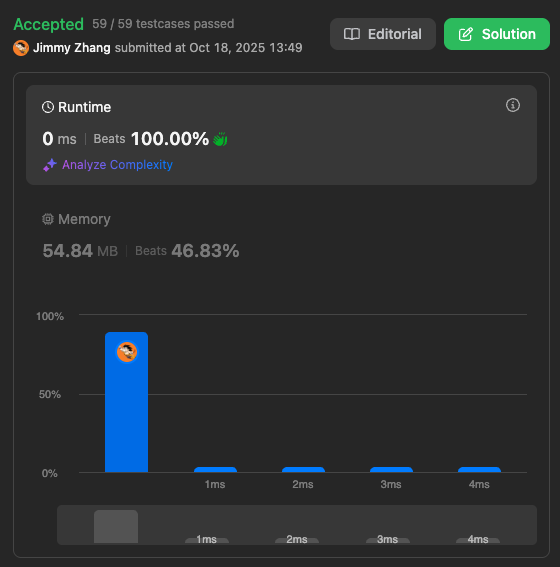 Accepted 59 / 59 testcases passed
Jimmy Zhang submitted at Oct 18, 2025 13:49
Editorial
Solution
Runtime
0 ms | Beats 100.00%
Analyze Complexity
Memory
54.84 MB | Beats 46.83%
100%
50%
0%
1ms 2ms 3ms 4ms
1ms 2ms 3ms 4ms